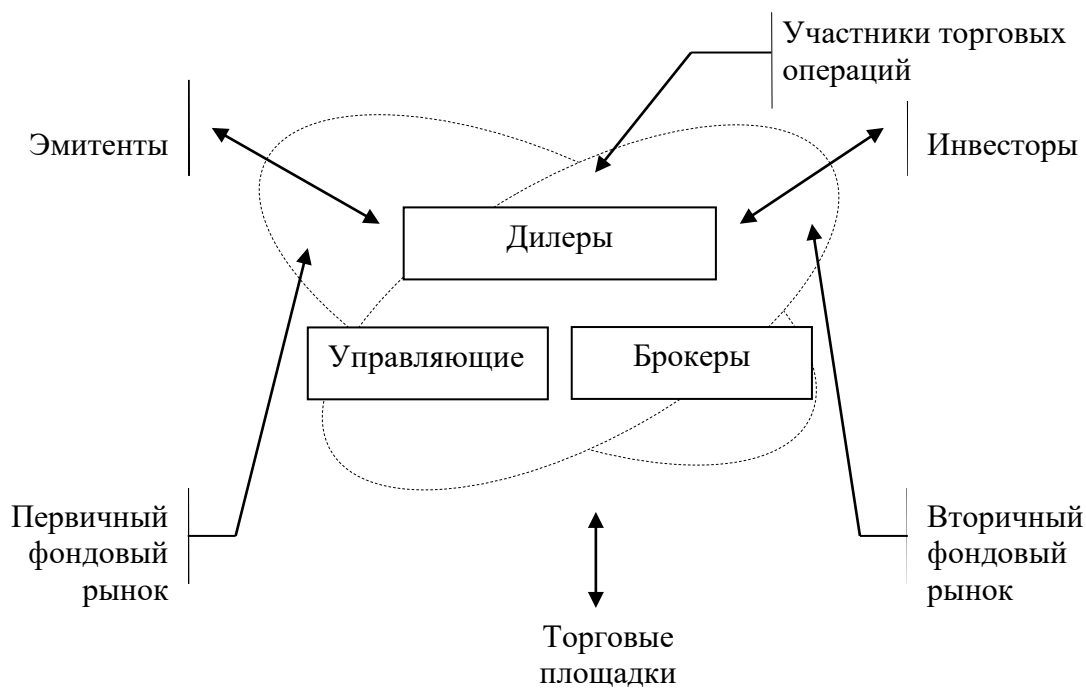 Участники торговых
операций
Эмитенты
Инвесторы
Дилеры
Управляющие
Брокеры
Первичный
фондовый
рынок
Вторичный
фондовый
рынок
Торговые
площадки